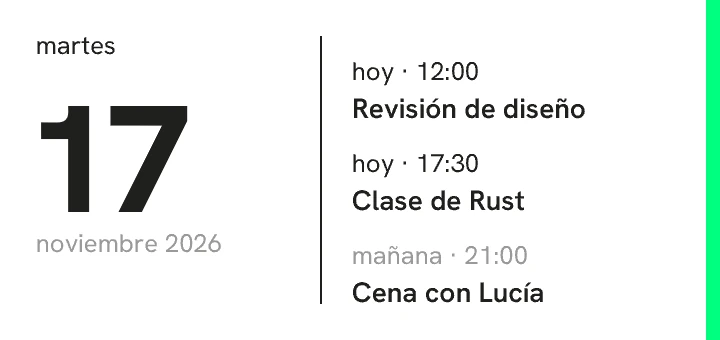 martes
17
noviembre 2026
hoy · 12:00
Revisión de diseño
hoy · 17:30
Clase de Rust
mañana · 21:00
Cena con Lucía